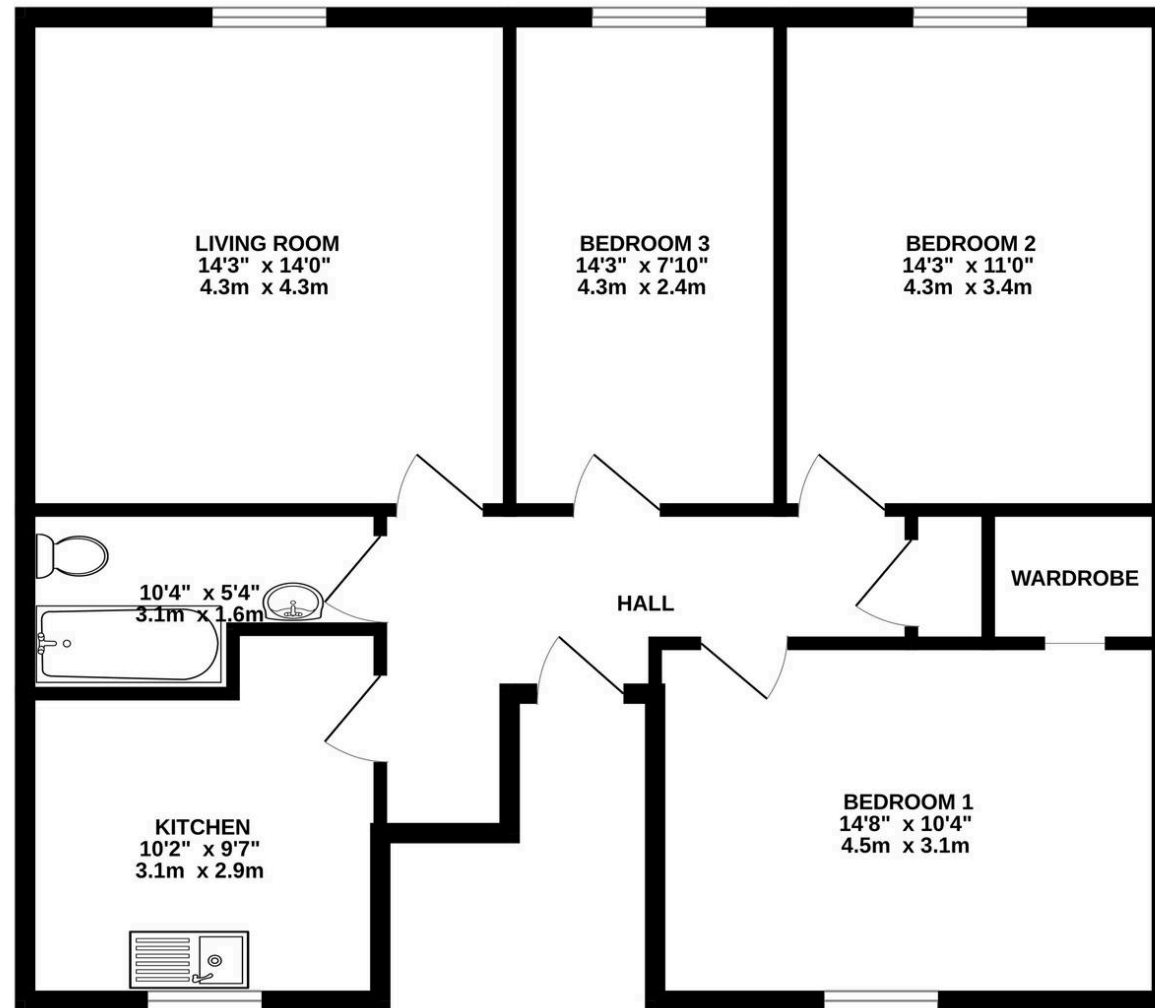 LIVING ROOM
14'3" x 14'0"
4.3m x 4.3m
BEDROOM 3
14'3" x 7'10"
4.3m x 2.4m
BEDROOM 2
14'3" x 11'0"
4.3m x 3.4m
10'4" x 5'4"
3.1m x 1.6m
HALL
WARDROBE
KITCHEN
10'2" x 9'7"
3.1m x 2.9m
BEDROOM 1
14'8" x 10'4"
4.5m x 3.1m